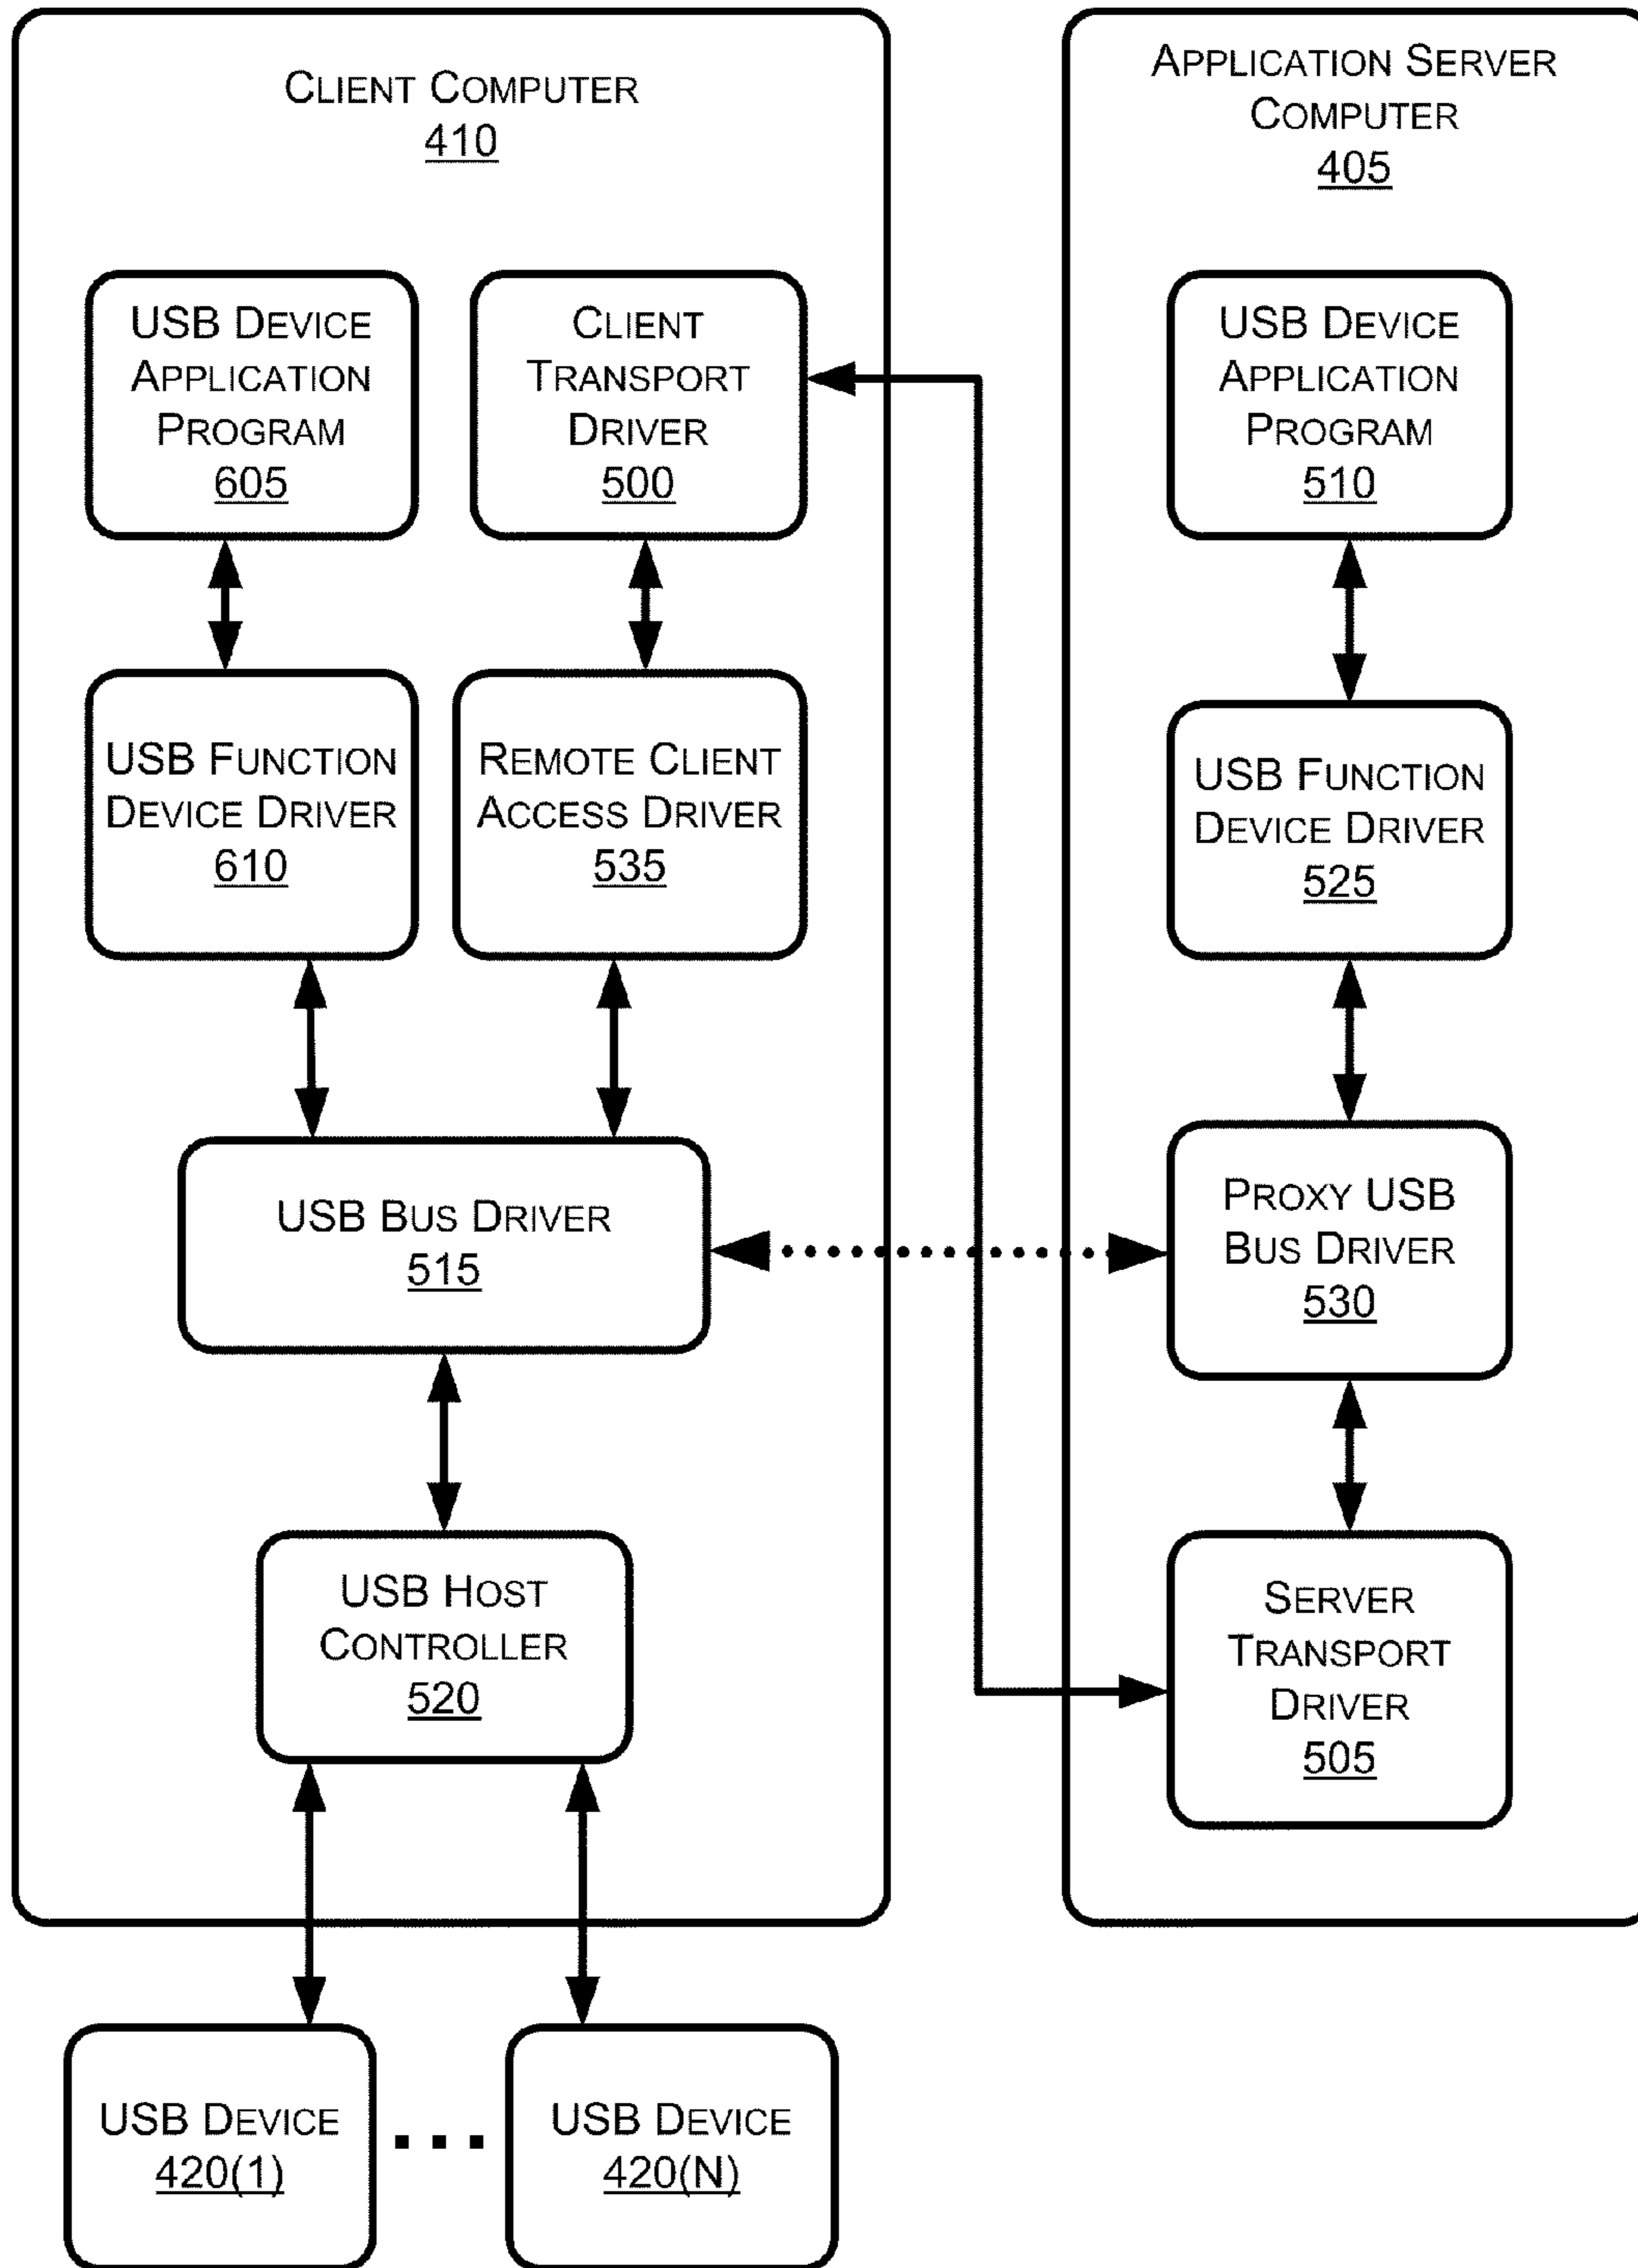 CLIENT COMPUTER
410
APPLICATION SERVER
COMPUTER
405
USB DEVICE
APPLICATION
PROGRAM
605
CLIENT
TRANSPORT
DRIVER
500
USB DEVICE
APPLICATION
PROGRAM
510
USB FUNCTION
DEVICE DRIVER
610
REMOTE CLIENT
ACCESS DRIVER
535
USB FUNCTION
DEVICE DRIVER
525
USB BUS DRIVER
515
PROXY USB
BUS DRIVER
530
USB HOST
CONTROLLER
520
SERVER
TRANSPORT
DRIVER
505
USB DEVICE
420(1)
USB DEVICE
420(N)